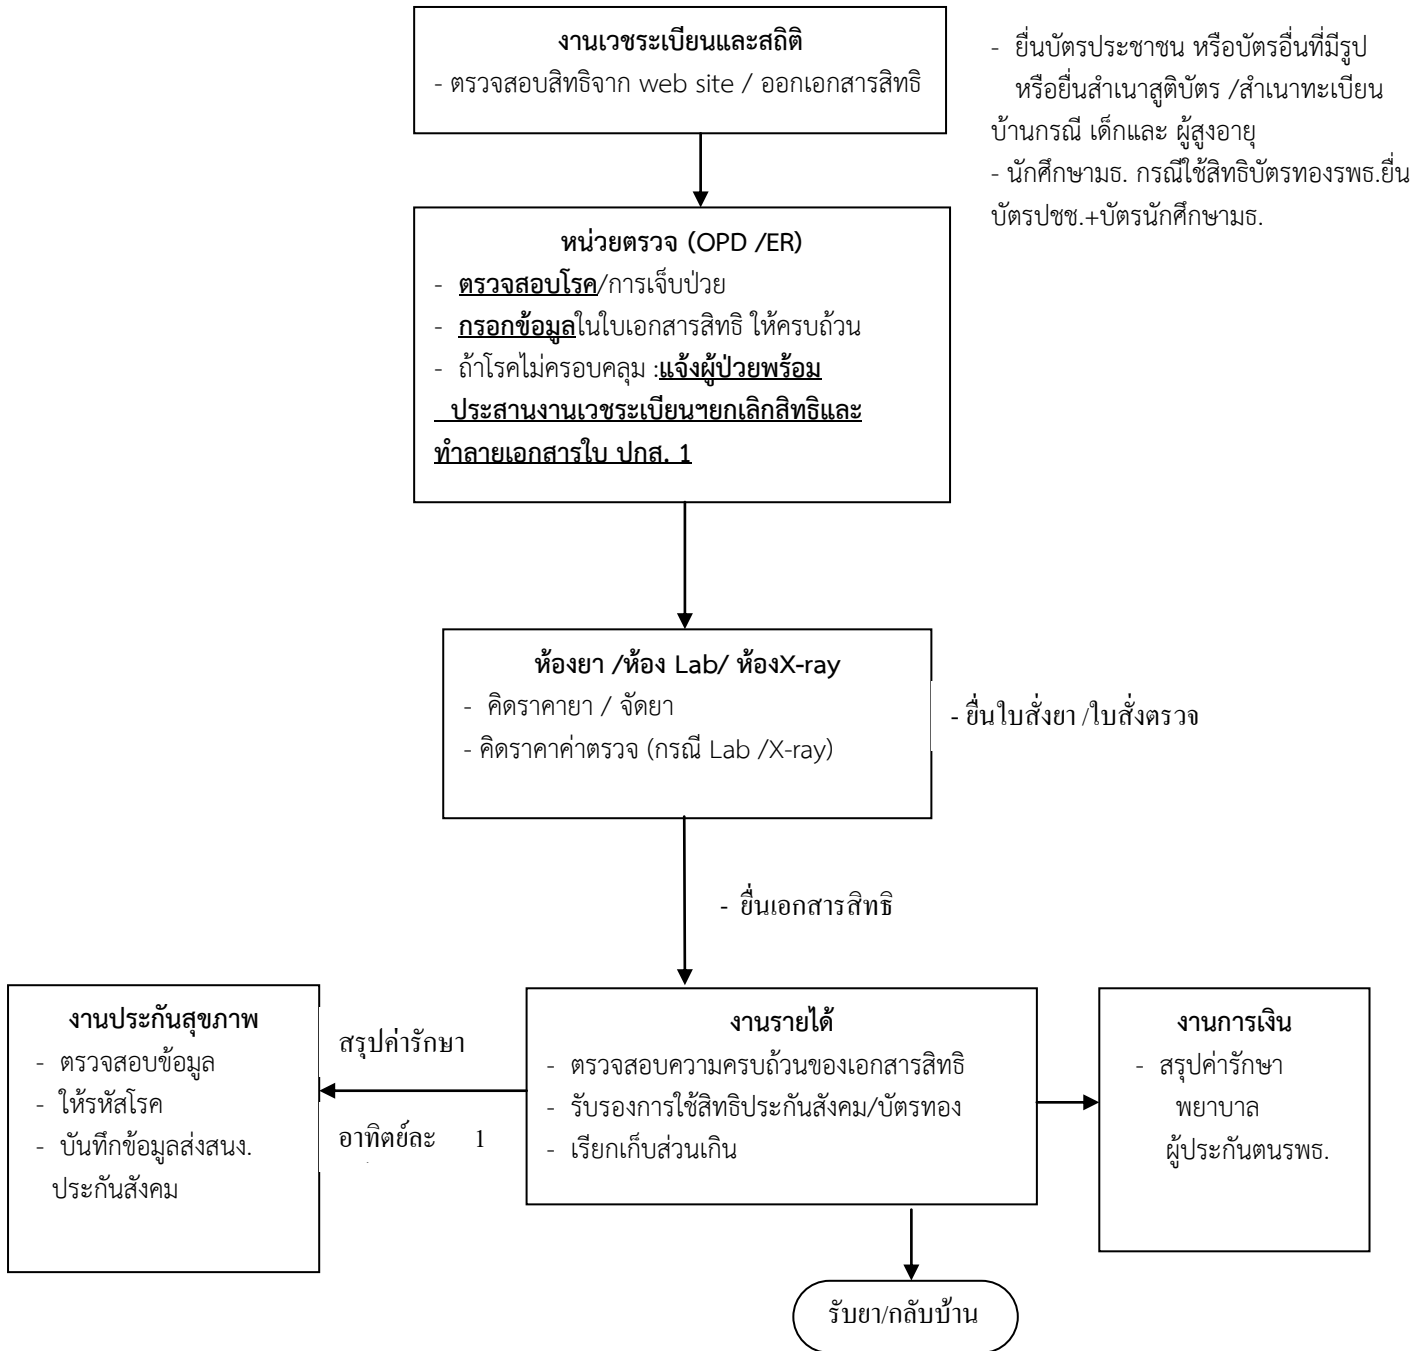 งานเวชระเบียนและสถิติ
- ตรวจสอบสิทธิจาก web site / ออกเอกสารสิทธิ
- ยื่นบัตรประชาชน หรือบัตรอื่นที่มีรูป
หรือยื่นสำเนาสูติบัตร /สำเนาทะเบียน
บ้านกรณี เด็กและ ผู้สูงอายุ
- นักศึกษามธ. กรณีใช้สิทธิบัตรทองรพธ.ยื่น
บัตรปชช.+บัตรนักศึกษามธ.
หน่วยตรวจ (OPD /ER)
- ตรวจสอบโรค/การเจ็บป่วย
- กรอกข้อมูลในใบเอกสารสิทธิ ให้ครบถ้วน
- ถ้าโรคไม่ครอบคลุม :แจ้งผู้ป่วยพร้อม
ประสานงานเวชระเบียนฯยกเลิกสิทธิและ
ทำลายเอกสารใบ ปกส. 1
ห้องยา /ห้อง Lab/ ห้องX-ray
- คิดราคายา / จัดยา
- คิดราคาค่าตรวจ (กรณี Lab /X-ray)
- ยื่นใบสั่งยา /ใบสั่งตรวจ
- ยื่นเอกสารสิทธิ
งานประกันสุขภาพ
- ตรวจสอบข้อมูล
- ให้รหัสโรค
- บันทึกข้อมูลส่งสนง.
ประกันสังคม
สรุปค่ารักษา
อาทิตย์ละ 1
งานรายได้
- ตรวจสอบความครบถ้วนของเอกสารสิทธิ
- รับรองการใช้สิทธิประกันสังคม/บัตรทอง
- เรียกเก็บส่วนเกิน
งานการเงิน
- สรุปค่ารักษา
พยาบาล
ผู้ประกันตนรพธ.
รับยา/กลับบ้าน